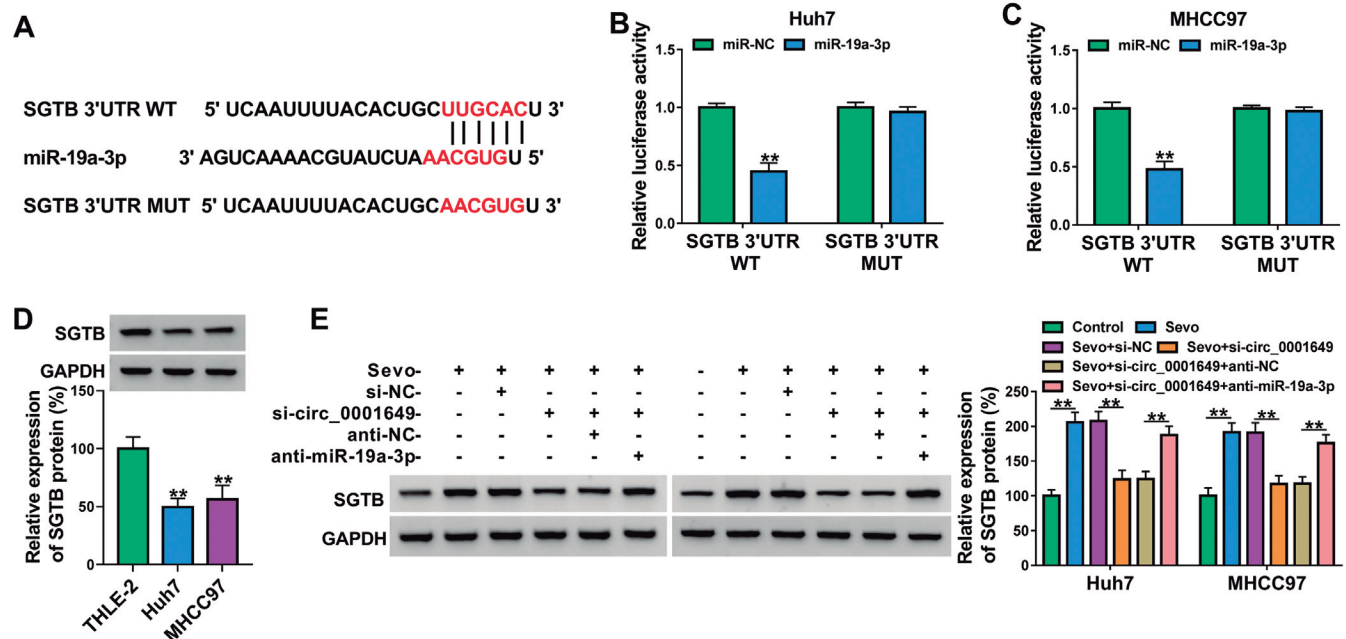 A
SGTB 3'UTR WT 5' UCAAUUUUACACUGCUUGCACU 3'
miR-19a-3p 3' AGUCAAAACGUAUCUAAACGUGU 5'
SGTB 3'UTR MUT 5' UCAAUUUUACACUGCAACGUGU 3'
B
Huh7
miR-NC miR-19a-3p
Relative luciferase activity
1.5
1.0
0.5
0.0
**
SGTB 3'UTR WT
SGTB 3'UTR MUT
C
MHCC97
miR-NC miR-19a-3p
Relative luciferase activity
1.5
1.0
0.5
0.0
**
SGTB 3'UTR WT
SGTB 3'UTR MUT
D
SGTB
GAPDH
Relative expression
of SGTB protein (%)
150
100
50
0
** **
THLE-2
Huh7
MHCC97
E
Sevo- + + + + + - + + + + +
si-NC- - + - - - - - + - - -
si-circ_0001649- - - + + + - - - + + +
anti-NC- - - - + - - - - - + -
anti-miR-19a-3p- - - - - + - - - - - +
SGTB
GAPDH
Control Sevo
Sevo+si-NC Sevo+si-circ_0001649
Sevo+si-circ_0001649+anti-NC
Sevo+si-circ_0001649+anti-miR-19a-3p
Relative expression
of SGTB protein (%)
250
200
150
100
50
0
** ** ** ** ** **
Huh7 MHCC97